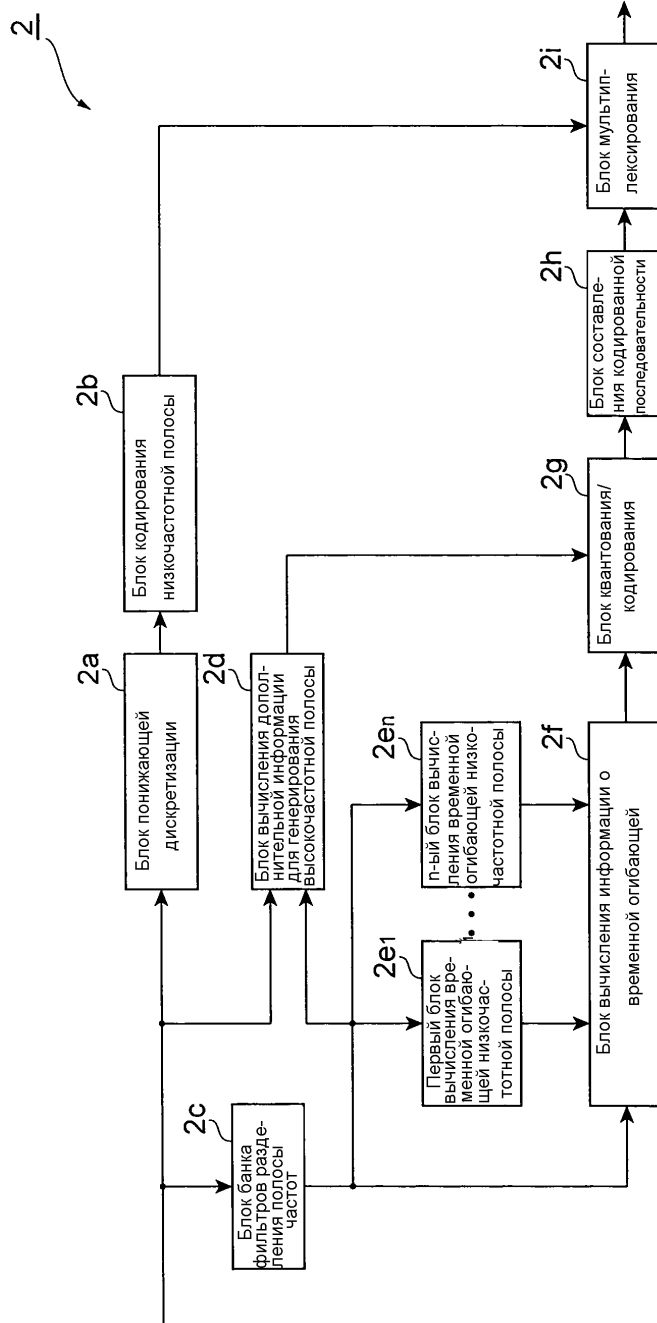 2
2a
Блок понижающей
дискретизации
2b
Блок кодирования
низкочастотной полосы
2c
Блок банка
фильтров разде-
ления полосы
частот
2d
Блок вычисления допол-
нительной информации
для генерирования
высокочастотной полосы
2e1
Первый блок
вычисления вре-
менной огибаю-
щей низкочас-
тотной полосы
2en
n-ый блок вычис-
ления временной
огибающей низко-
частотной полосы
2f
Блок вычисления информации о
временной огибающей
2g
Блок квантования/
кодирования
2h
Блок составле-
ния кодированной
последовательности
2i
Блок мультип-
лексирования